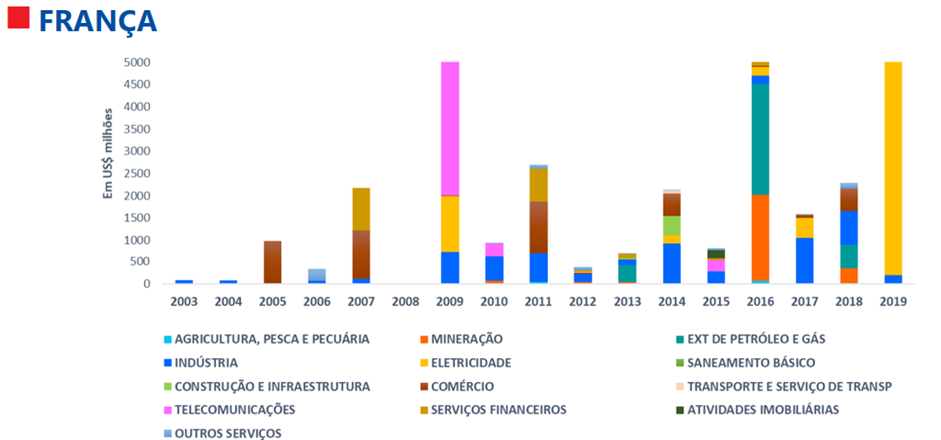 FRANÇA
Em US$ milhões
5000
4500
4000
3500
3000
2500
2000
1500
1000
500
0
2003 2004 2005 2006 2007 2008 2009 2010 2011 2012 2013 2014 2015 2016 2017 2018 2019
AGRICULTURA, PESCA E PECUÁRIA MINERAÇÃO EXT DE PETRÓLEO E GÁS
INDÚSTRIA ELETRICIDADE SANEAMENTO BÁSICO
CONSTRUÇÃO E INFRAESTRUTURA COMÉRCIO TRANSPORTE E SERVIÇO DE TRANSP
TELECOMUNICAÇÕES SERVIÇOS FINANCEIROS ATIVIDADES IMOBILIÁRIAS
OUTROS SERVIÇOS